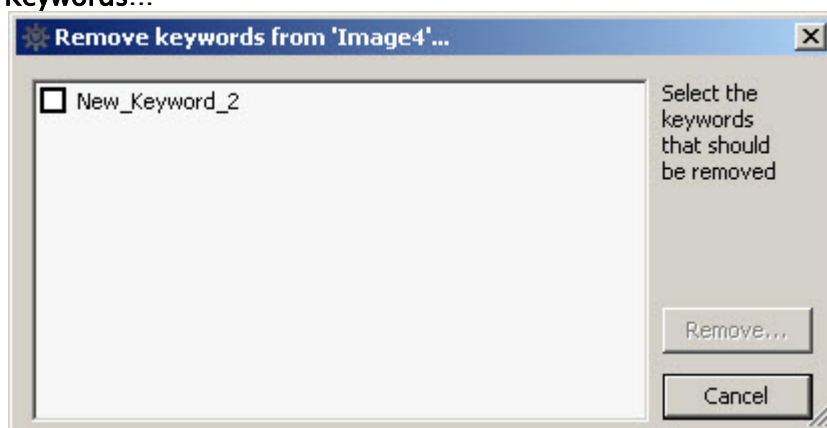 Keywords...
Remove keywords from 'Image4'...
New_Keyword_2
Select the
keywords
that should
be removed
Remove...
Cancel